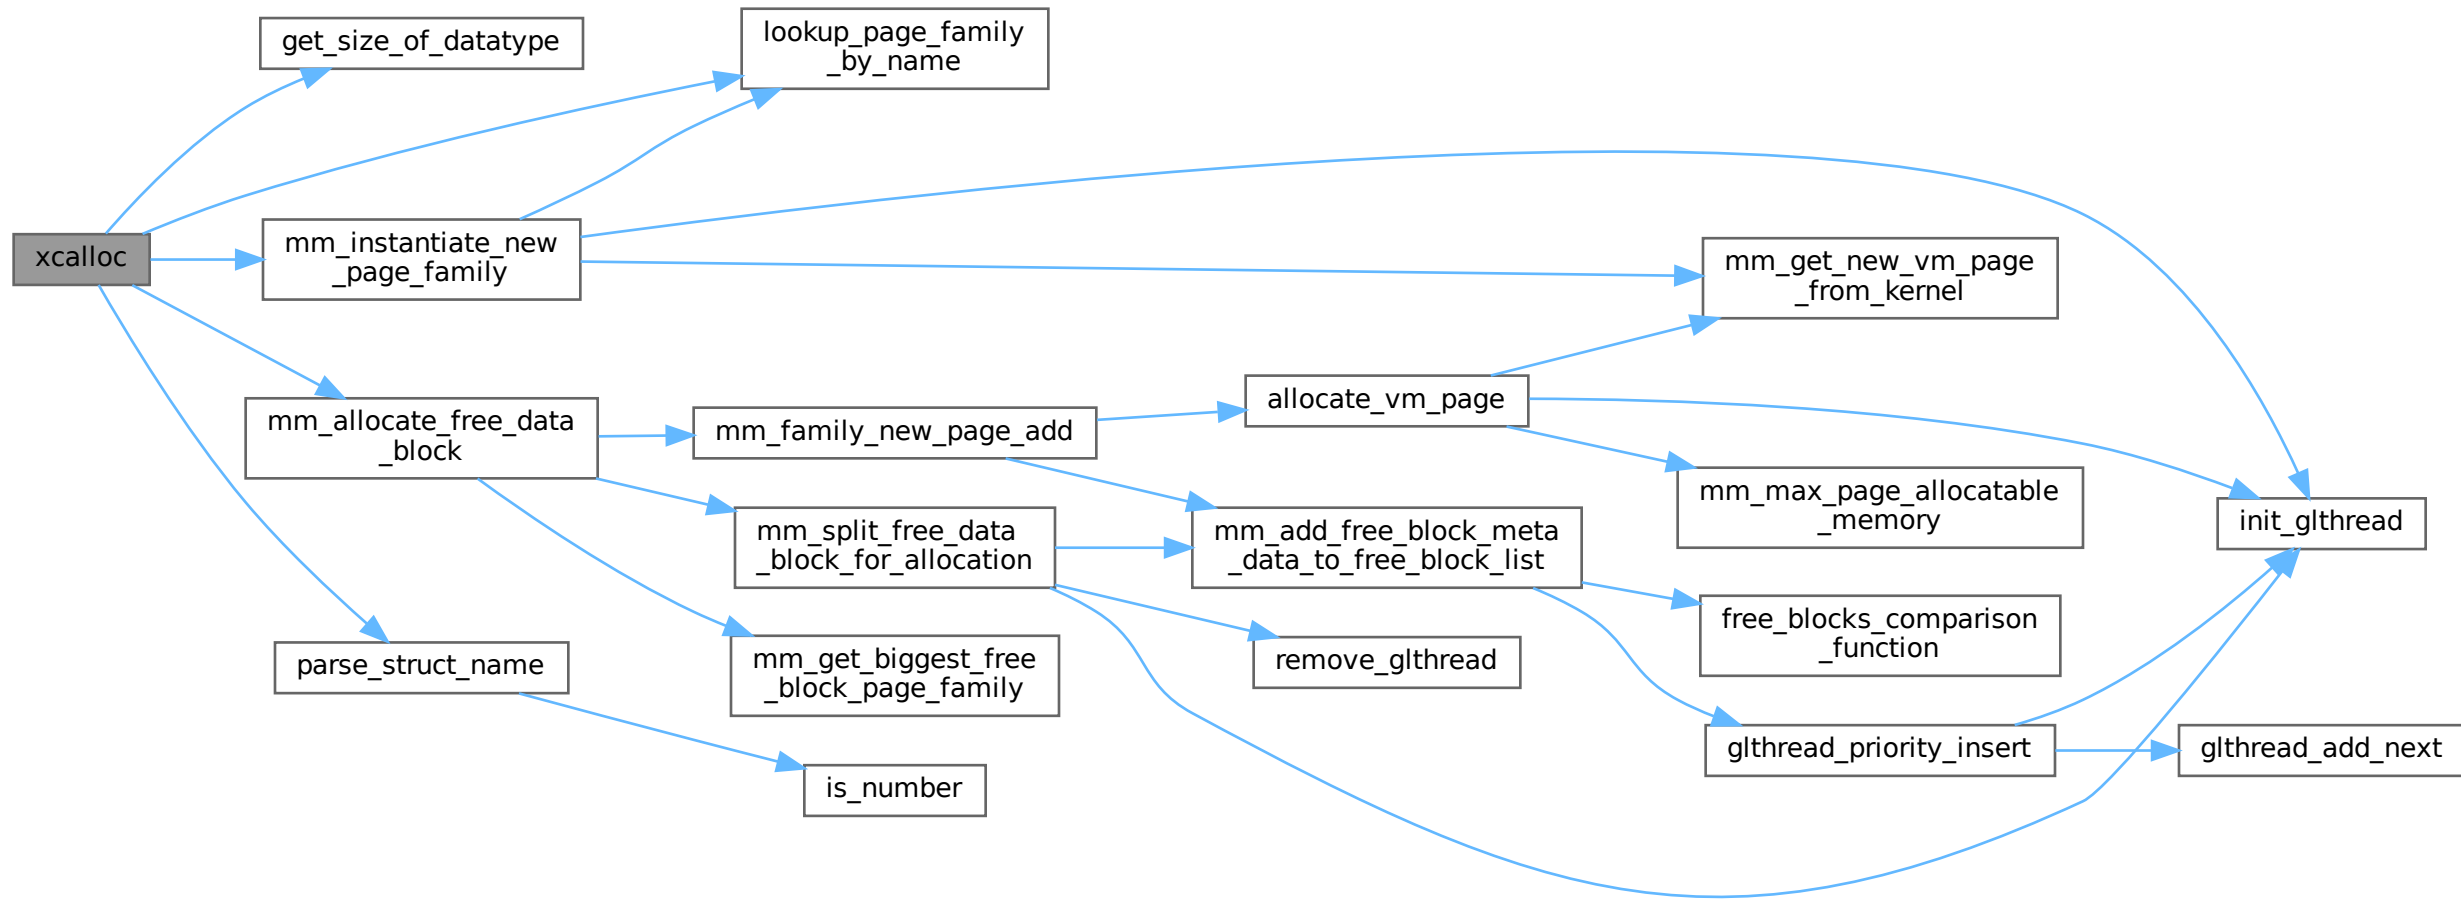 get_size_of_datatype
lookup_page_family
_by_name
xcalloc
mm_instantiate_new
_page_family
mm_get_new_vm_page
_from_kernel
mm_allocate_free_data
_block
mm_family_new_page_add
allocate_vm_page
mm_max_page_allocatable
_memory
init_glthread
mm_split_free_data
_block_for_allocation
mm_add_free_block_meta
_data_to_free_block_list
free_blocks_comparison
_function
parse_struct_name
mm_get_biggest_free
_block_page_family
remove_glthread
glthread_priority_insert
glthread_add_next
is_number